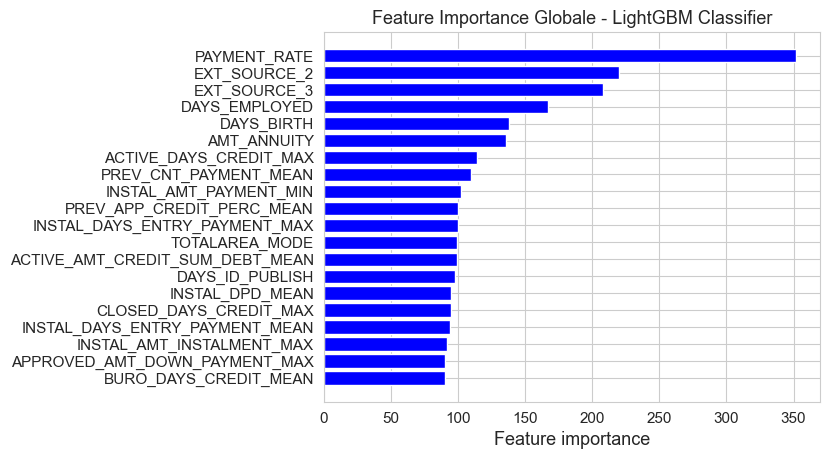 Feature Importance Globale - LightGBM Classifier
PAYMENT_RATE
EXT_SOURCE_2
EXT_SOURCE_3
DAYS_EMPLOYED
DAYS_BIRTH
AMT_ANNUITY
ACTIVE_DAYS_CREDIT_MAX
PREV_CNT_PAYMENT_MEAN
INSTAL_AMT_PAYMENT_MIN
PREV_APP_CREDIT_PERC_MEAN
INSTAL_DAYS_ENTRY_PAYMENT_MAX
TOTALAREA_MODE
ACTIVE_AMT_CREDIT_SUM_DEBT_MEAN
DAYS_ID_PUBLISH
INSTAL_DPD_MEAN
CLOSED_DAYS_CREDIT_MAX
INSTAL_DAYS_ENTRY_PAYMENT_MEAN
INSTAL_AMT_INSTALMENT_MAX
APPROVED_AMT_DOWN_PAYMENT_MAX
BURO_DAYS_CREDIT_MEAN
0 50 100 150 200 250 300 350
Feature importance